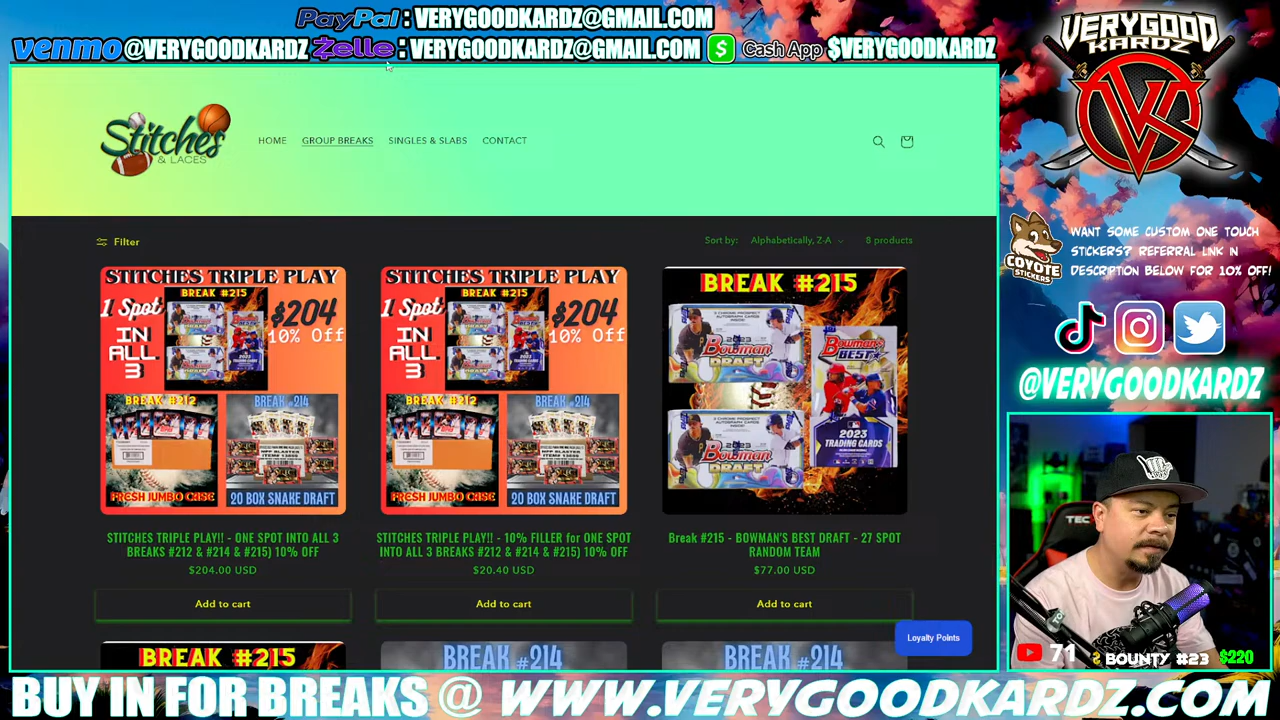 PayPal : VERYGOODKARDZ@GMAIL.COM
venmo @VERYGOODKARDZ Zelle : VERYGOODKARDZ@GMAIL.COM $ Cash App $VERYGOODKARDZ
VERYGOOD
KARDZ
Stitches
& LACES
HOME GROUP BREAKS SINGLES & SLABS CONTACT
COYOTE
STICKERS
WANT SOME CUSTOM ONE TOUCH
STICKERS? REFERRAL LINK IN
DESCRIPTION BELOW FOR 10% OFF!
@VERYGOODKARDZ
Filter
Sort by: Alphabetically, Z-A 8 products
STITCHES TRIPLE PLAY
1 Spot
IN
ALL
3
BREAK #215
$204
10% Off
BREAK #212
FRESH JUMBO CASE
BREAK #214
20 BOX SNAKE DRAFT
STITCHES TRIPLE PLAY
1 Spot
IN
ALL
3
BREAK #215
$204
10% Off
BREAK #212
FRESH JUMBO CASE
BREAK #214
20 BOX SNAKE DRAFT
BREAK #215
Bowman
DRAFT
Bowman's
BEST
Bowman
DRAFT
2023
TRADING CARDS
STITCHES TRIPLE PLAY!! - ONE SPOT INTO ALL 3
BREAKS #212 & #214 & #215) 10% OFF
$204.00 USD
Add to cart
STITCHES TRIPLE PLAY!! - 10% FILLER for ONE SPOT
INTO ALL 3 BREAKS #212 & #214 & #215) 10% OFF
$20.40 USD
Add to cart
Break #215 - BOWMAN'S BEST DRAFT - 27 SPOT
RANDOM TEAM
$77.00 USD
Add to cart
BREAK #215
BREAK #214
BREAK #214
Loyalty Points
71
BOUNTY #23 $220
BUY IN FOR BREAKS @ WWW.VERYGOODKARDZ.COM